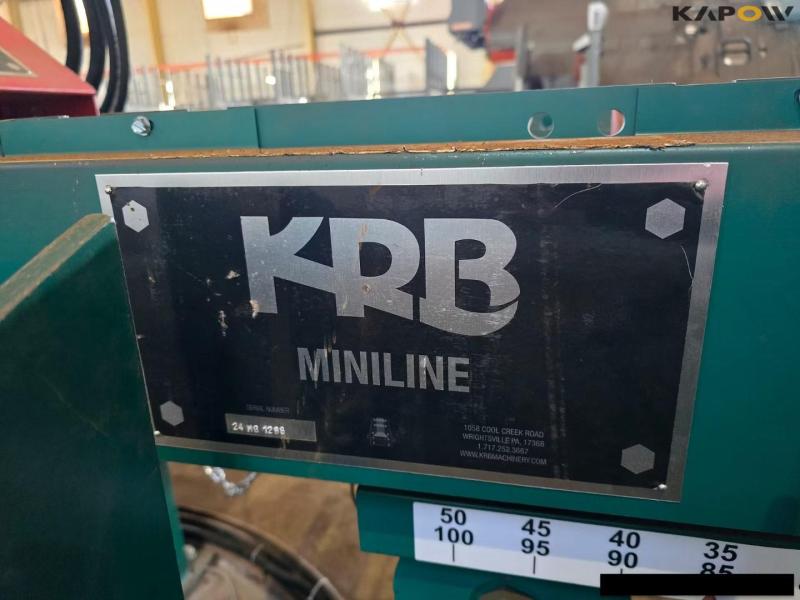 KAPOW
KRB
MINILINE
SERIAL NUMBER
24 MB 1298
1058 COOL CREEK ROAD
WRIGHTSVILLE PA, 17368
1.717.252.3667
WWW.KRBMACHINERY.COM
50 45 40 35
100 95 90 85